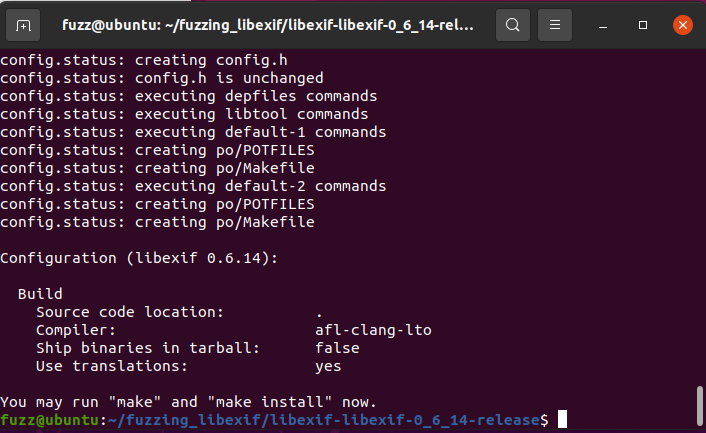 fuzz@ubuntu: ~/fuzzing_libexif/libexif-libexif-0_6_14-rel...
config.status: creating config.h
config.status: config.h is unchanged
config.status: executing depfiles commands
config.status: executing libtool commands
config.status: executing default-1 commands
config.status: creating po/POTFILES
config.status: creating po/Makefile
config.status: executing default-2 commands
config.status: creating po/POTFILES
config.status: creating po/Makefile
Configuration (libexif 0.6.14):
Build
Source code location: .
Compiler: afl-clang-lto
Ship binaries in tarball: false
Use translations: yes
You may run "make" and "make install" now.
fuzz@ubuntu:~/fuzzing_libexif/libexif-libexif-0_6_14-release$